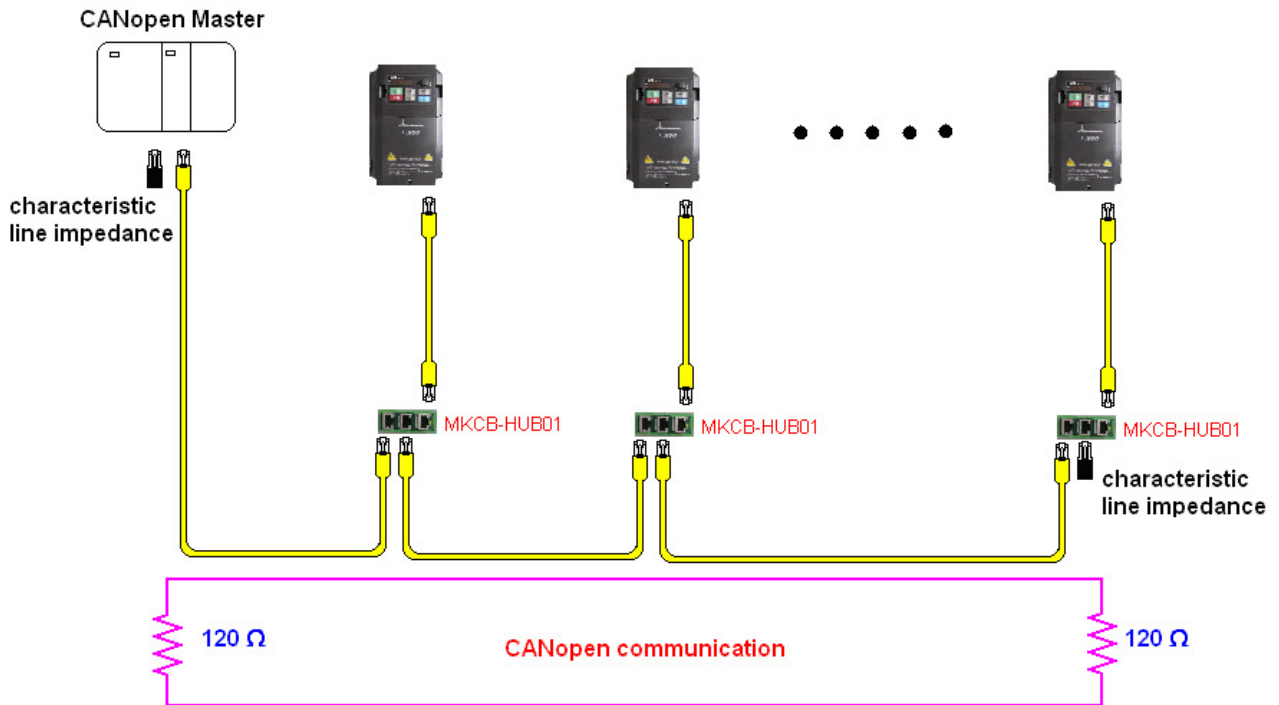 CANopen Master
characteristic
line impedance
MKCB-HUB01
MKCB-HUB01
MKCB-HUB01
characteristic
line impedance
120 Ω
CANopen communication
120 Ω